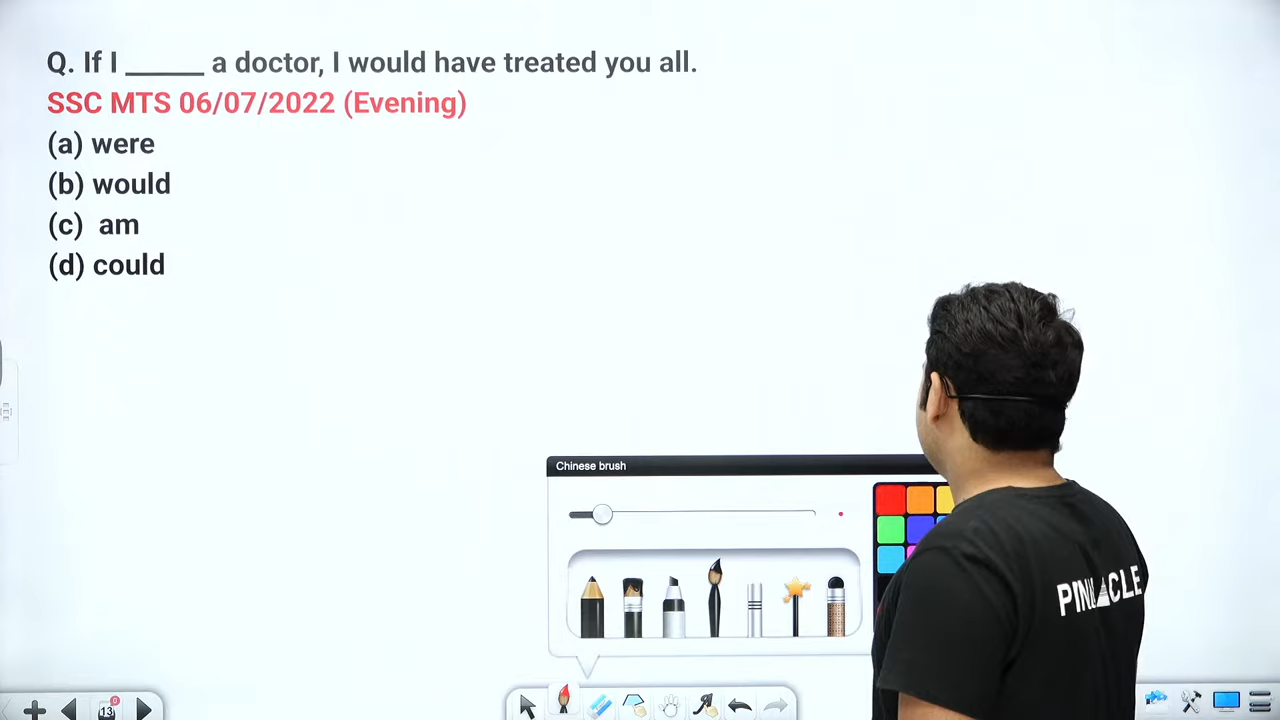 Q. If I ______ a doctor, I would have treated you all.
SSC MTS 06/07/2022 (Evening)
(a) were
(b) would
(c) am
(d) could
Chinese brush
13
PINNACLE